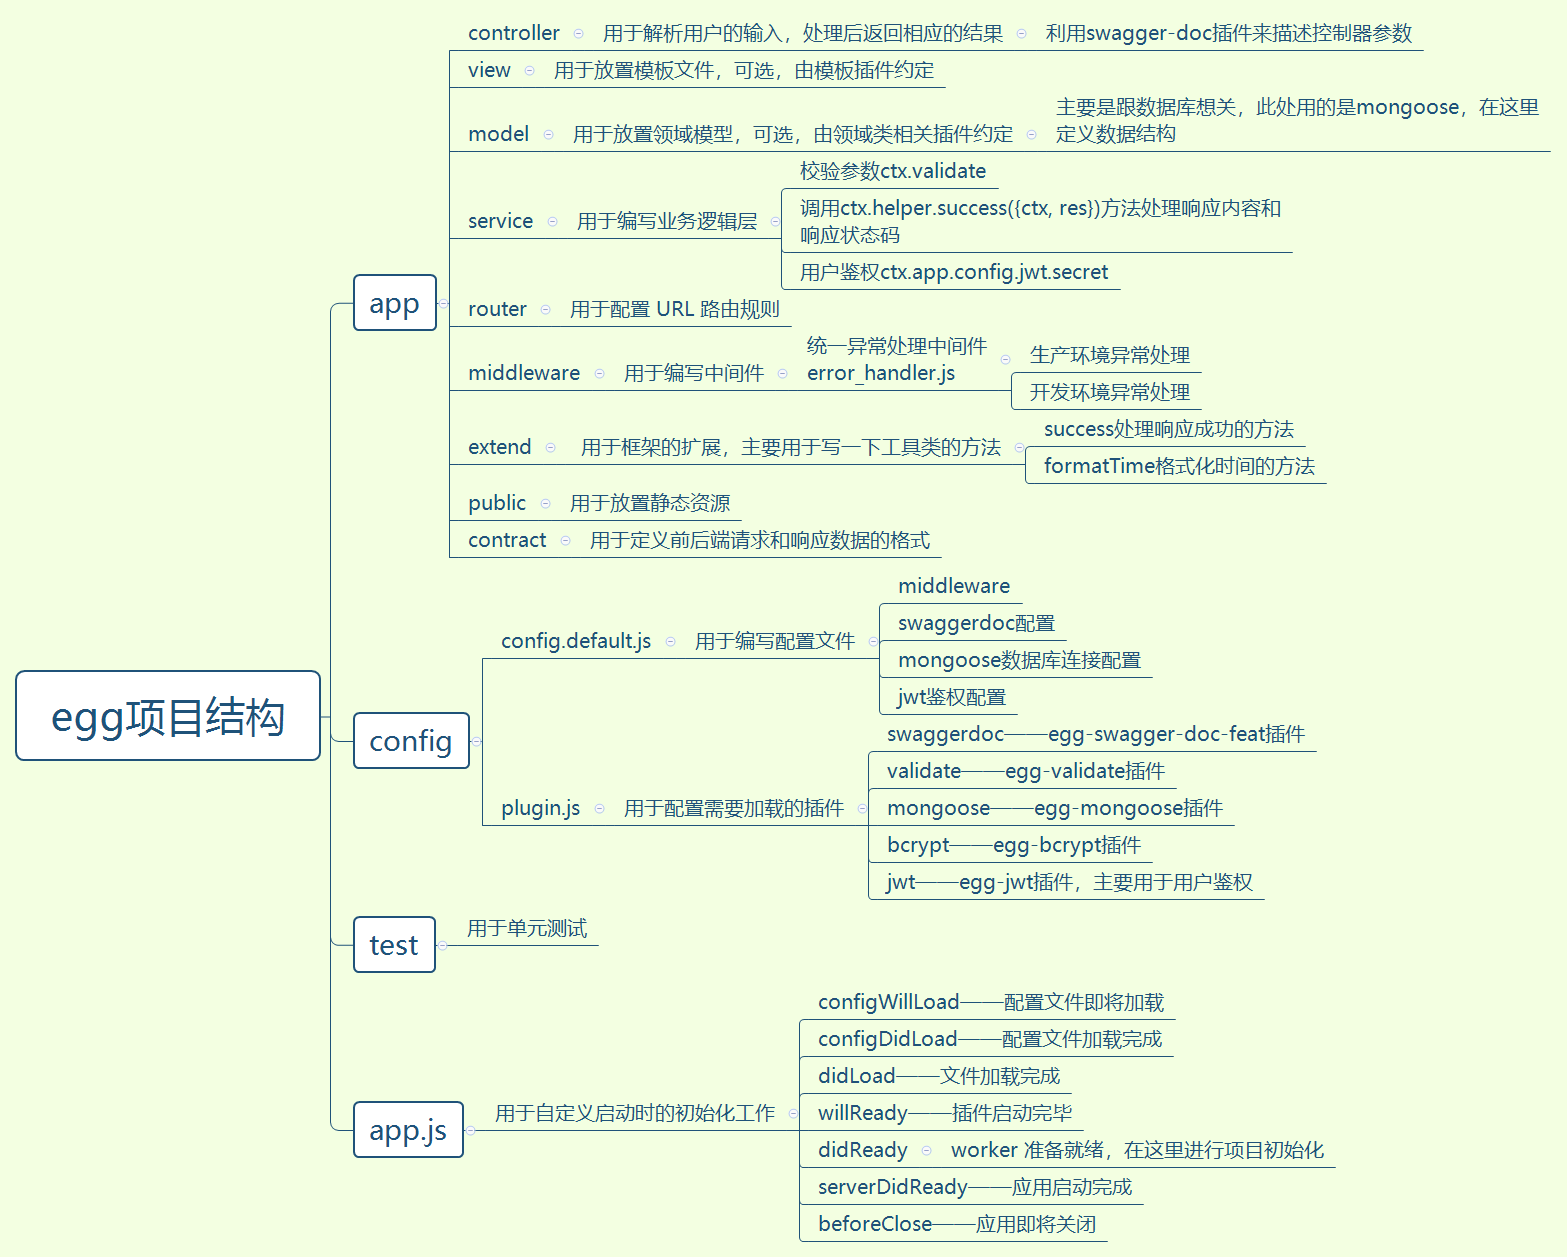 egg项目结构
app
controller
用于解析用户的输入，处理后返回相应的结果
利用swagger-doc插件来描述控制器参数
view
用于放置模板文件，可选，由模板插件约定
model
用于放置领域模型，可选，由领域类相关插件约定
主要是跟数据库想关，此处用的是mongoose，在这里
定义数据结构
service
用于编写业务逻辑层
校验参数ctx.validate
调用ctx.helper.success({ctx, res})方法处理响应内容和
响应状态码
用户鉴权ctx.app.config.jwt.secret
router
用于配置 URL 路由规则
middleware
用于编写中间件
统一异常处理中间件
error_handler.js
生产环境异常处理
开发环境异常处理
extend
用于框架的扩展，主要用于写一下工具类的方法
success处理响应成功的方法
formatTime格式化时间的方法
public
用于放置静态资源
contract
用于定义前后端请求和响应数据的格式
config
config.default.js
用于编写配置文件
middleware
swaggerdoc配置
mongoose数据库连接配置
jwt鉴权配置
plugin.js
用于配置需要加载的插件
swaggerdoc——egg-swagger-doc-feat插件
validate——egg-validate插件
mongoose——egg-mongoose插件
bcrypt——egg-bcrypt插件
jwt——egg-jwt插件，主要用于用户鉴权
test
用于单元测试
app.js
用于自定义启动时的初始化工作
configWillLoad——配置文件即将加载
configDidLoad——配置文件加载完成
didLoad——文件加载完成
willReady——插件启动完毕
didReady
worker 准备就绪，在这里进行项目初始化
serverDidReady——应用启动完成
beforeClose——应用即将关闭